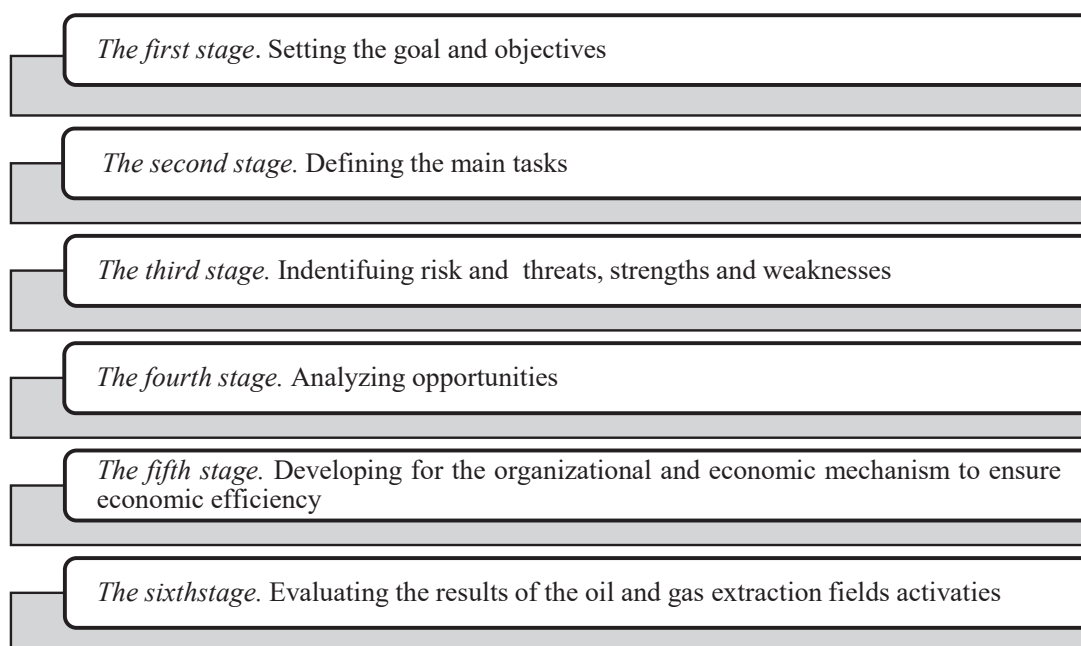 The first stage. Setting the goal and objectives
The second stage. Defining the main tasks
The third stage. Indentifuing risk and threats, strengths and weaknesses
The fourth stage. Analyzing opportunities
The fifth stage. Developing for the organizational and economic mechanism to ensure
economic efficiency
The sixthstage. Evaluating the results of the oil and gas extraction fields activaties